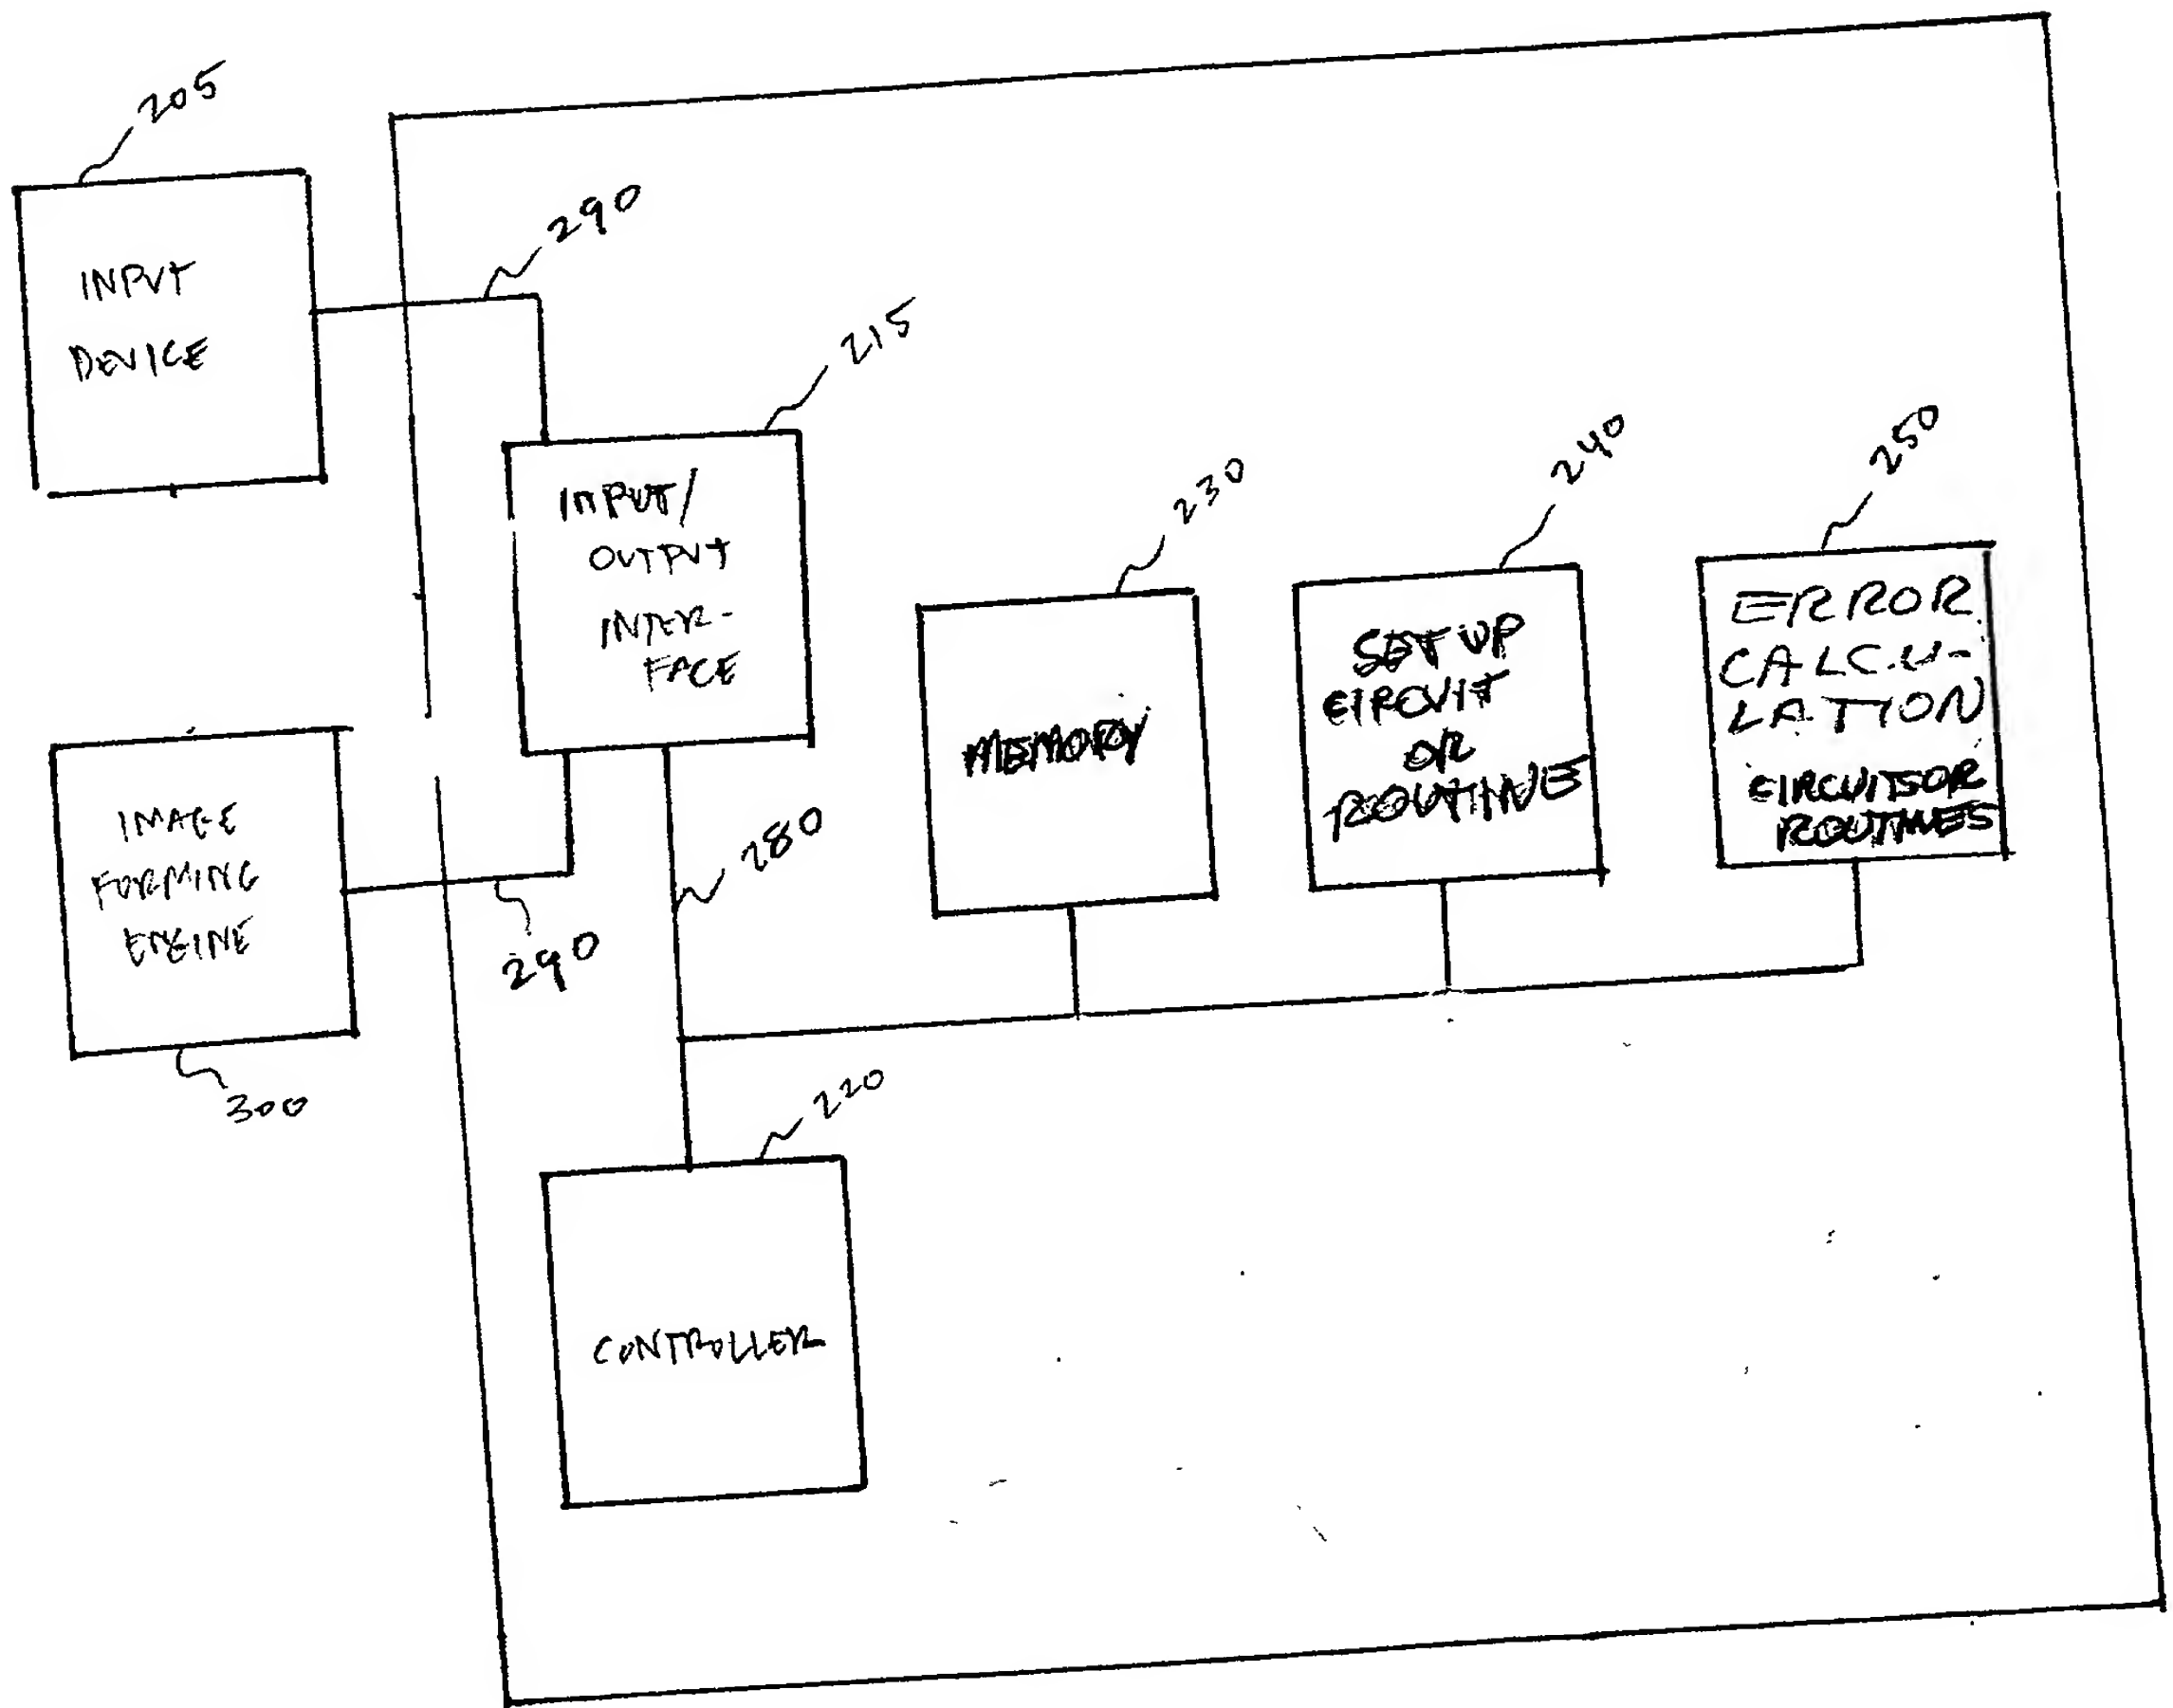 205
INPUT
DEVICE
290
215
INPUT/
OUTPUT
INTER-
FACE
230
MEMORY
240
SET UP
CIRCUIT
OR
ROUTINE
250
ERROR
CALCU-
LATION
CIRCUITS OR
ROUTINES
IMAGE
FORMING
ENGINE
300
290
280
220
CONTROLLER